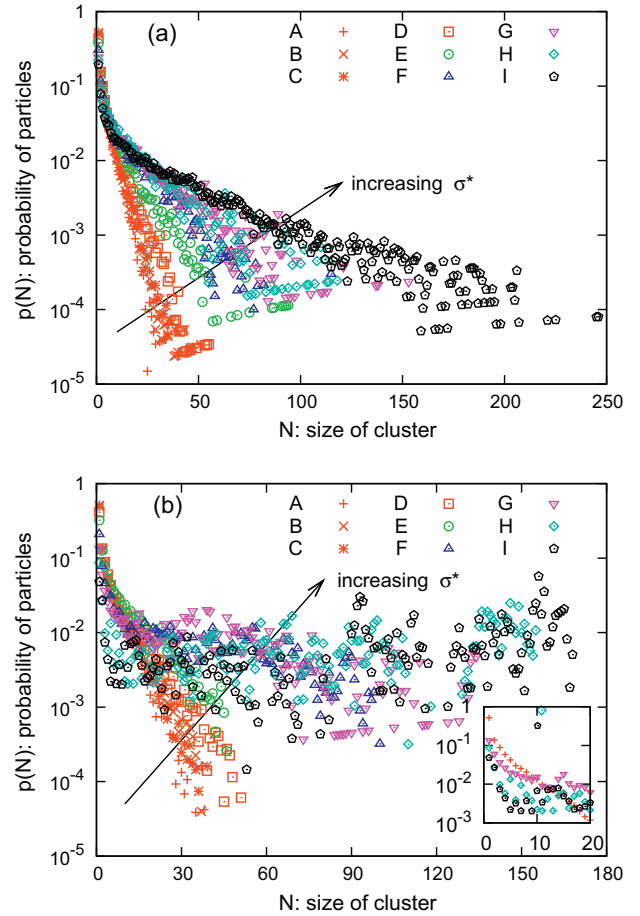 (a)
A D G
B E H
C F I
increasing σ*
p(N): probability of particles
1
10⁻¹
10⁻²
10⁻³
10⁻⁴
10⁻⁵
0 50 100 150 200 250
N: size of cluster
(b)
A D G
B E H
C F I
increasing σ*
p(N): probability of particles
1
10⁻¹
10⁻²
10⁻³
10⁻⁴
10⁻⁵
1
10⁻¹
10⁻²
10⁻³
0 10 20
0 30 60 90 120 150 180
N: size of cluster